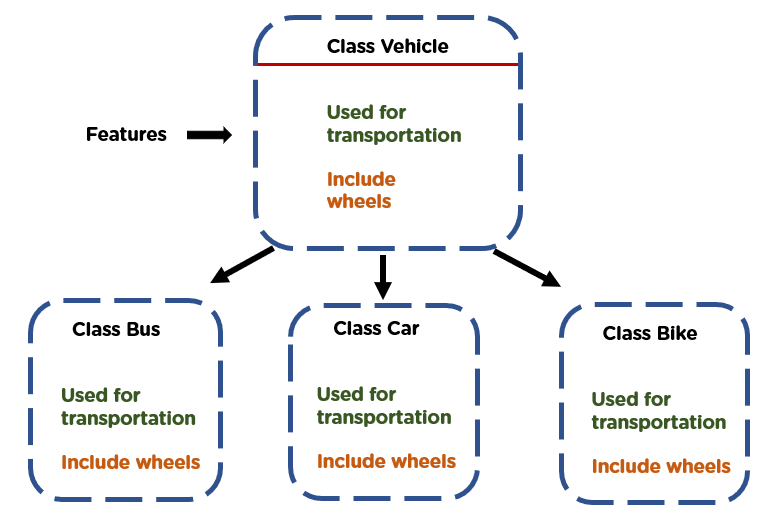 Class Vehicle
Used for
transportation
Features
Include
wheels
Class Bus
Used for
transportation
Include wheels
Class Car
Used for
transportation
Include wheels
Class Bike
Used for
transportation
Include wheels